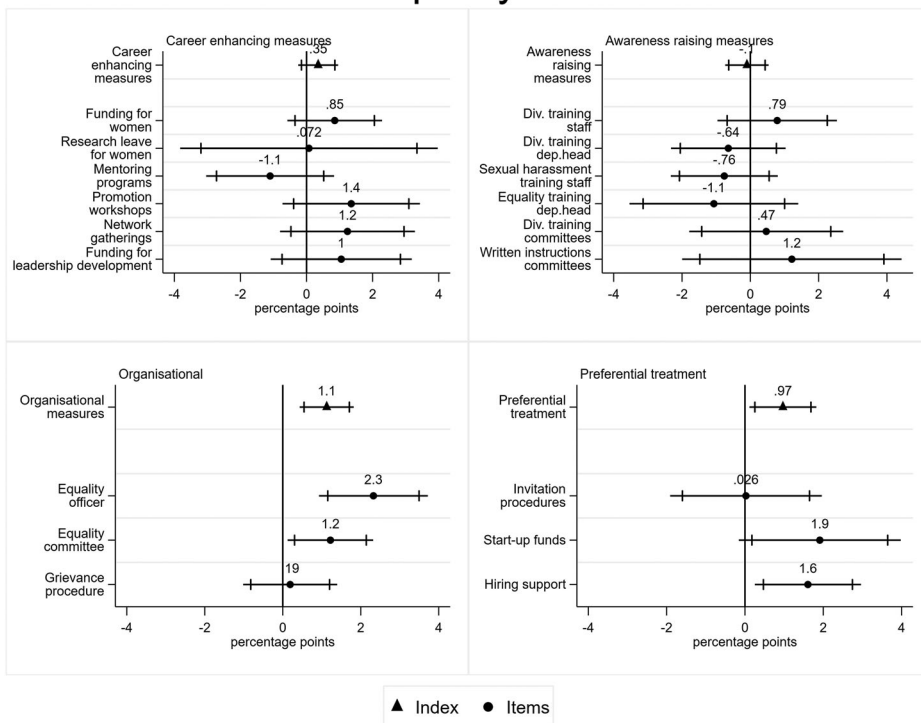 Career enhancing measures
Career
enhancing
measures
.35
Funding for
women
.85
Research leave
for women
.072
Mentoring
programs
-1.1
Promotion
workshops
1.4
Network
gatherings
1.2
Funding for
leadership development
1
-4 -2 0 2 4
percentage points
Awareness raising measures
Awareness
raising
measures
-.1
Div. training
staff
.79
Div. training
dep.head
-.64
Sexual harassment
training staff
-.76
Equality training
dep.head
-1.1
Div. training
committees
.47
Written instructions
committees
1.2
-4 -2 0 2 4
percentage points
Organisational
Organisational
measures
1.1
Equality
officer
2.3
Equality
committee
1.2
Grievance
procedure
19
-4 -2 0 2 4
percentage points
Preferential treatment
Preferential
treatment
.97
Invitation
procedures
.026
Start-up funds
1.9
Hiring support
1.6
-4 -2 0 2 4
percentage points
Index Items